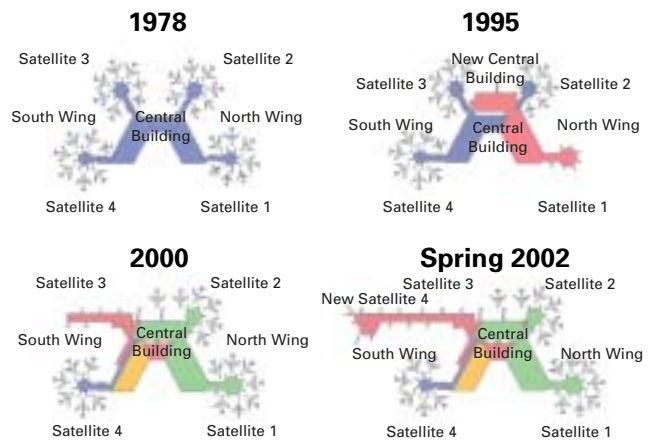 1978
Satellite 3
Satellite 2
South Wing
Central
Building
North Wing
Satellite 4
Satellite 1
1995
New Central
Building
Satellite 3
Satellite 2
South Wing
Central
Building
North Wing
Satellite 4
Satellite 1
2000
Satellite 3
Satellite 2
South Wing
Central
Building
North Wing
Satellite 4
Satellite 1
Spring 2002
Satellite 3
Satellite 2
New Satellite 4
South Wing
Central
Building
North Wing
Satellite 4
Satellite 1